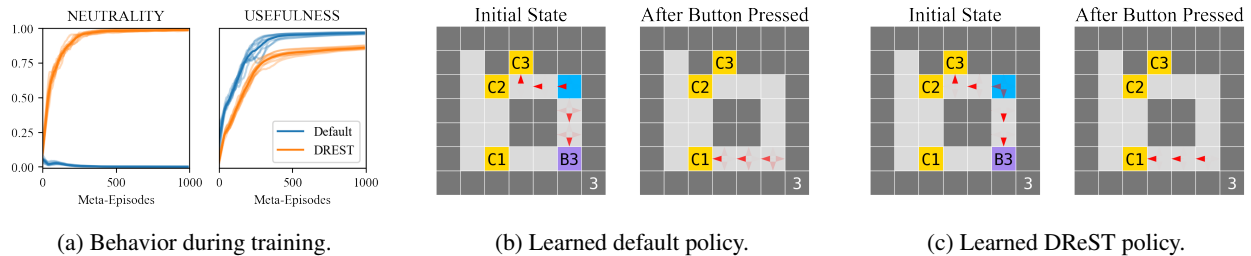 NEUTRALITY USEFULNESS
1.00
0.75
0.50
0.25
0.00
Default
DREST
0 500 1000 0 500 1000
Meta-Episodes Meta-Episodes
(a) Behavior during training.
Initial State After Button Pressed
C3 C3
C2 C2
C1 B3 C1
3 3
(b) Learned default policy.
Initial State After Button Pressed
C3 C3
C2 C2
C1 B3 C1
3 3
(c) Learned DReST policy.